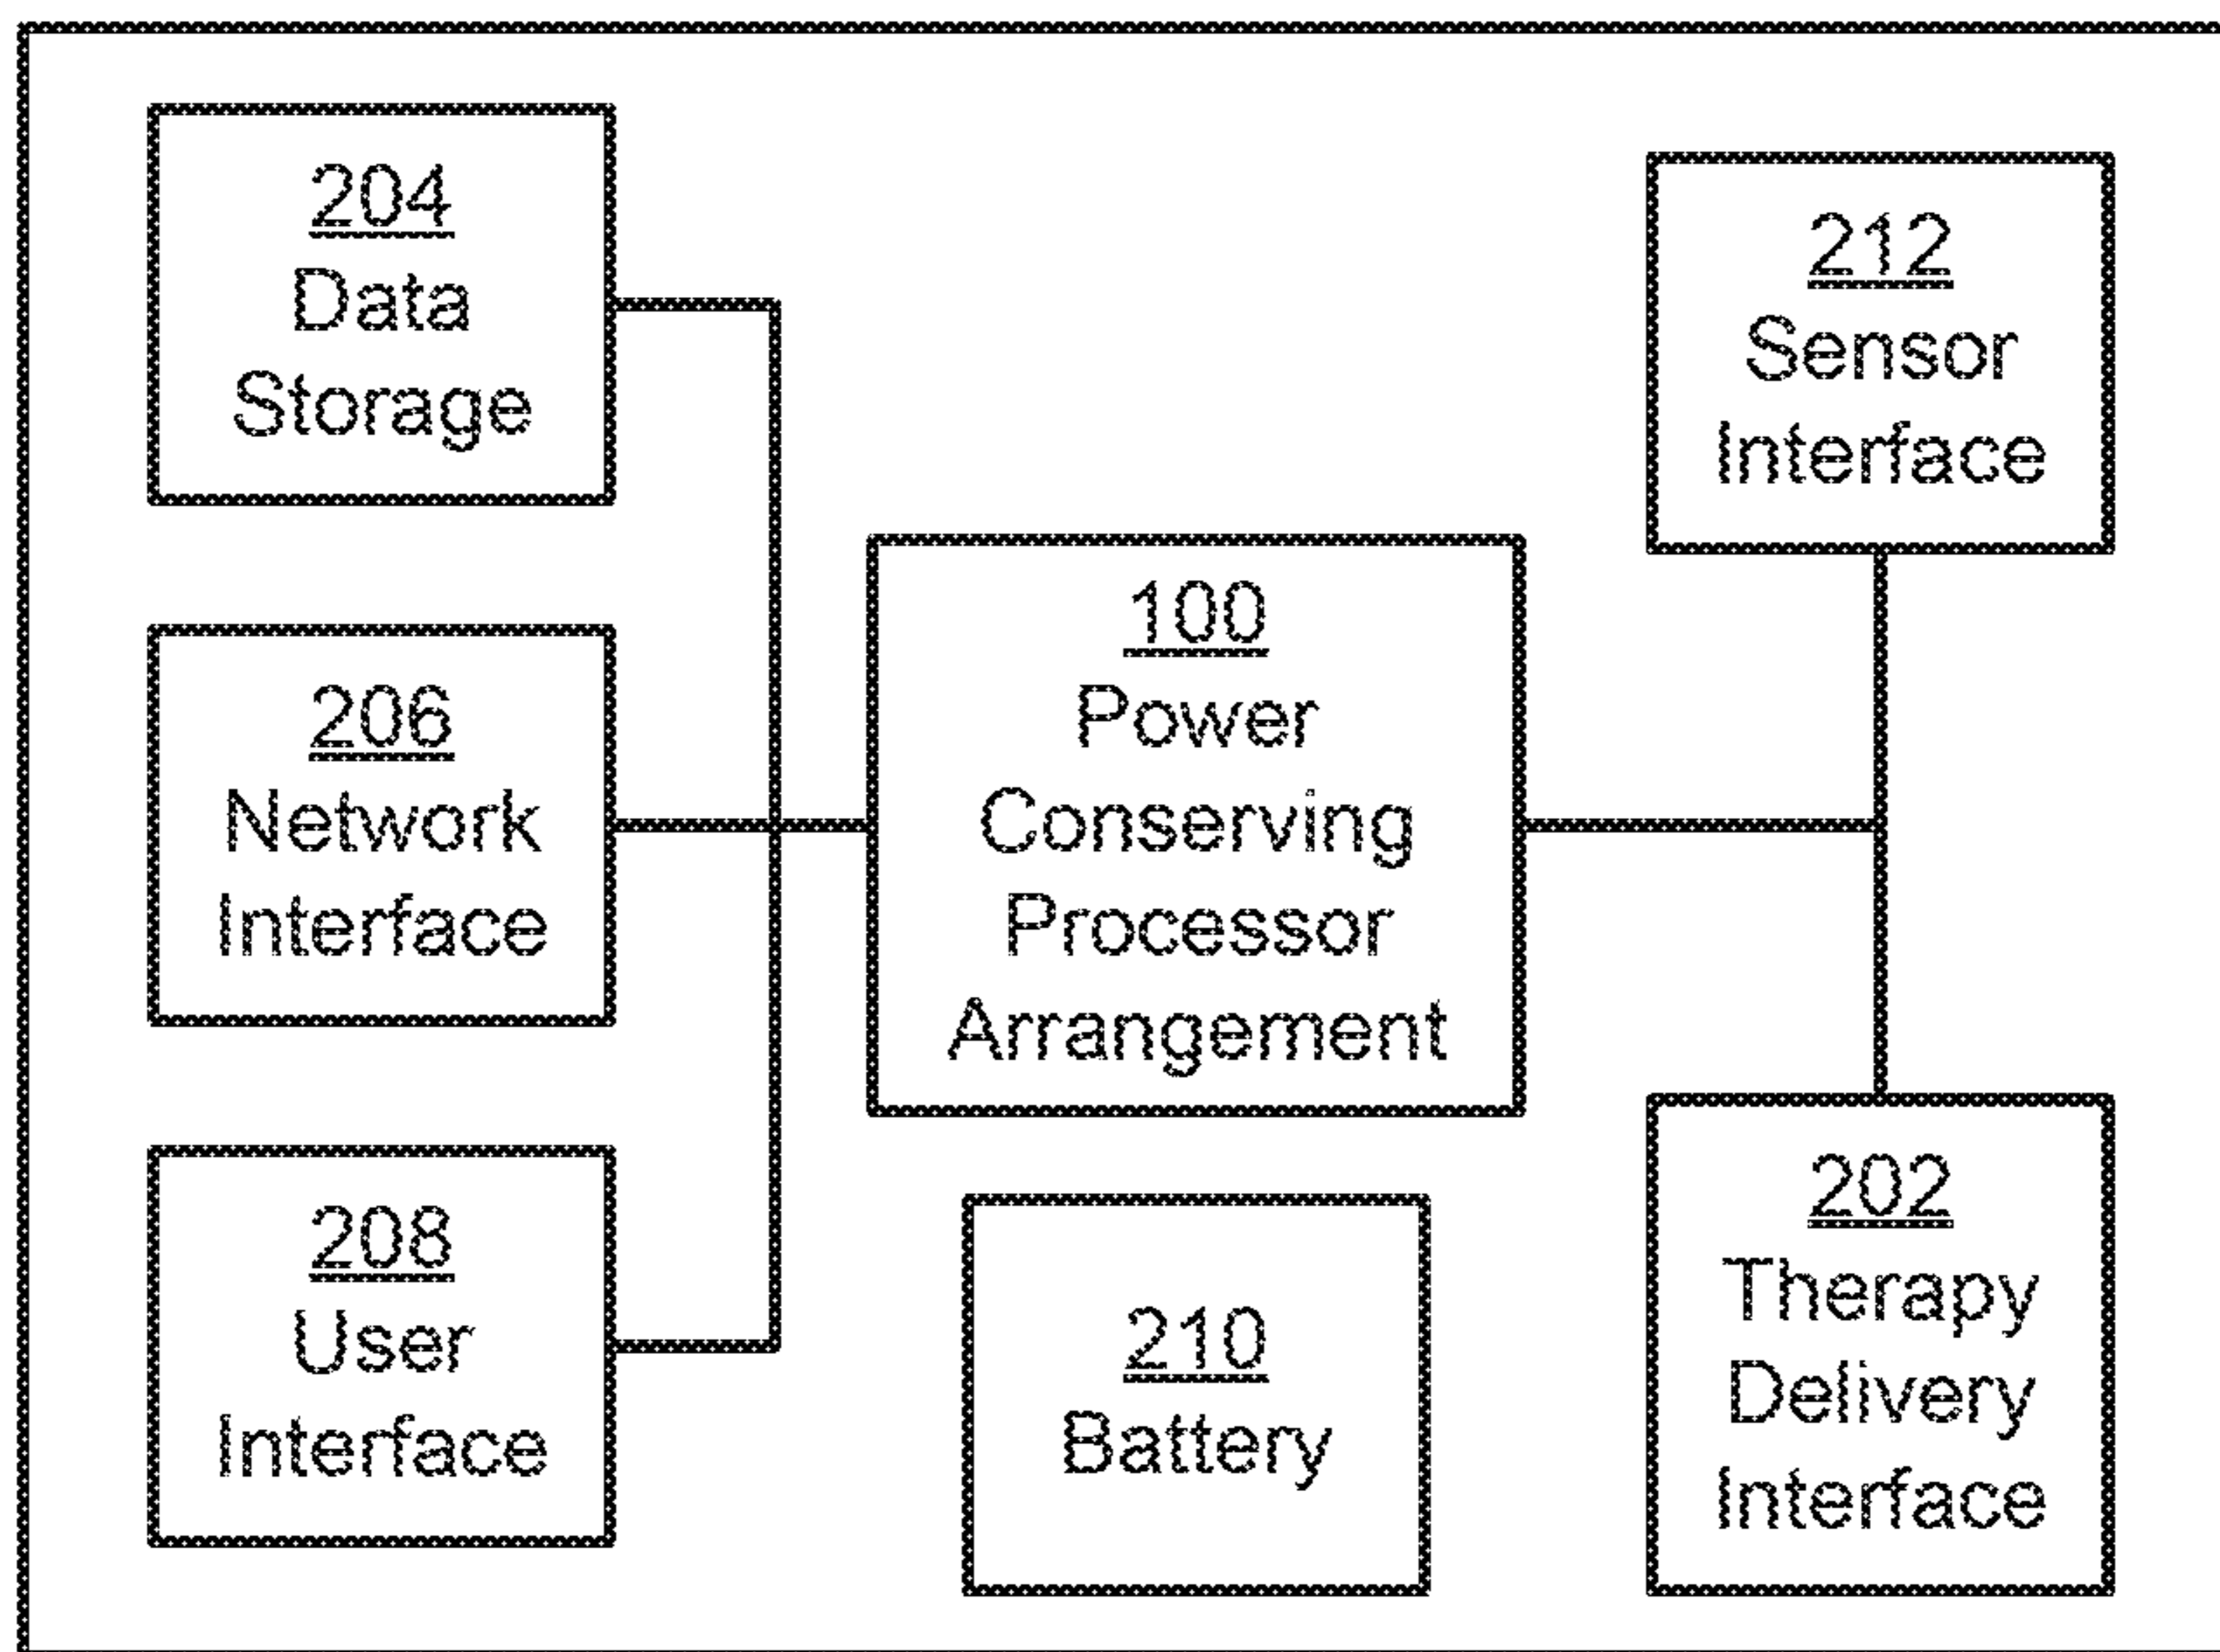 204
Data
Storage
212
Sensor
Interface
100
Power
Conserving
Processor
Arrangement
206
Network
Interface
208
User
Interface
210
Battery
202
Therapy
Delivery
Interface